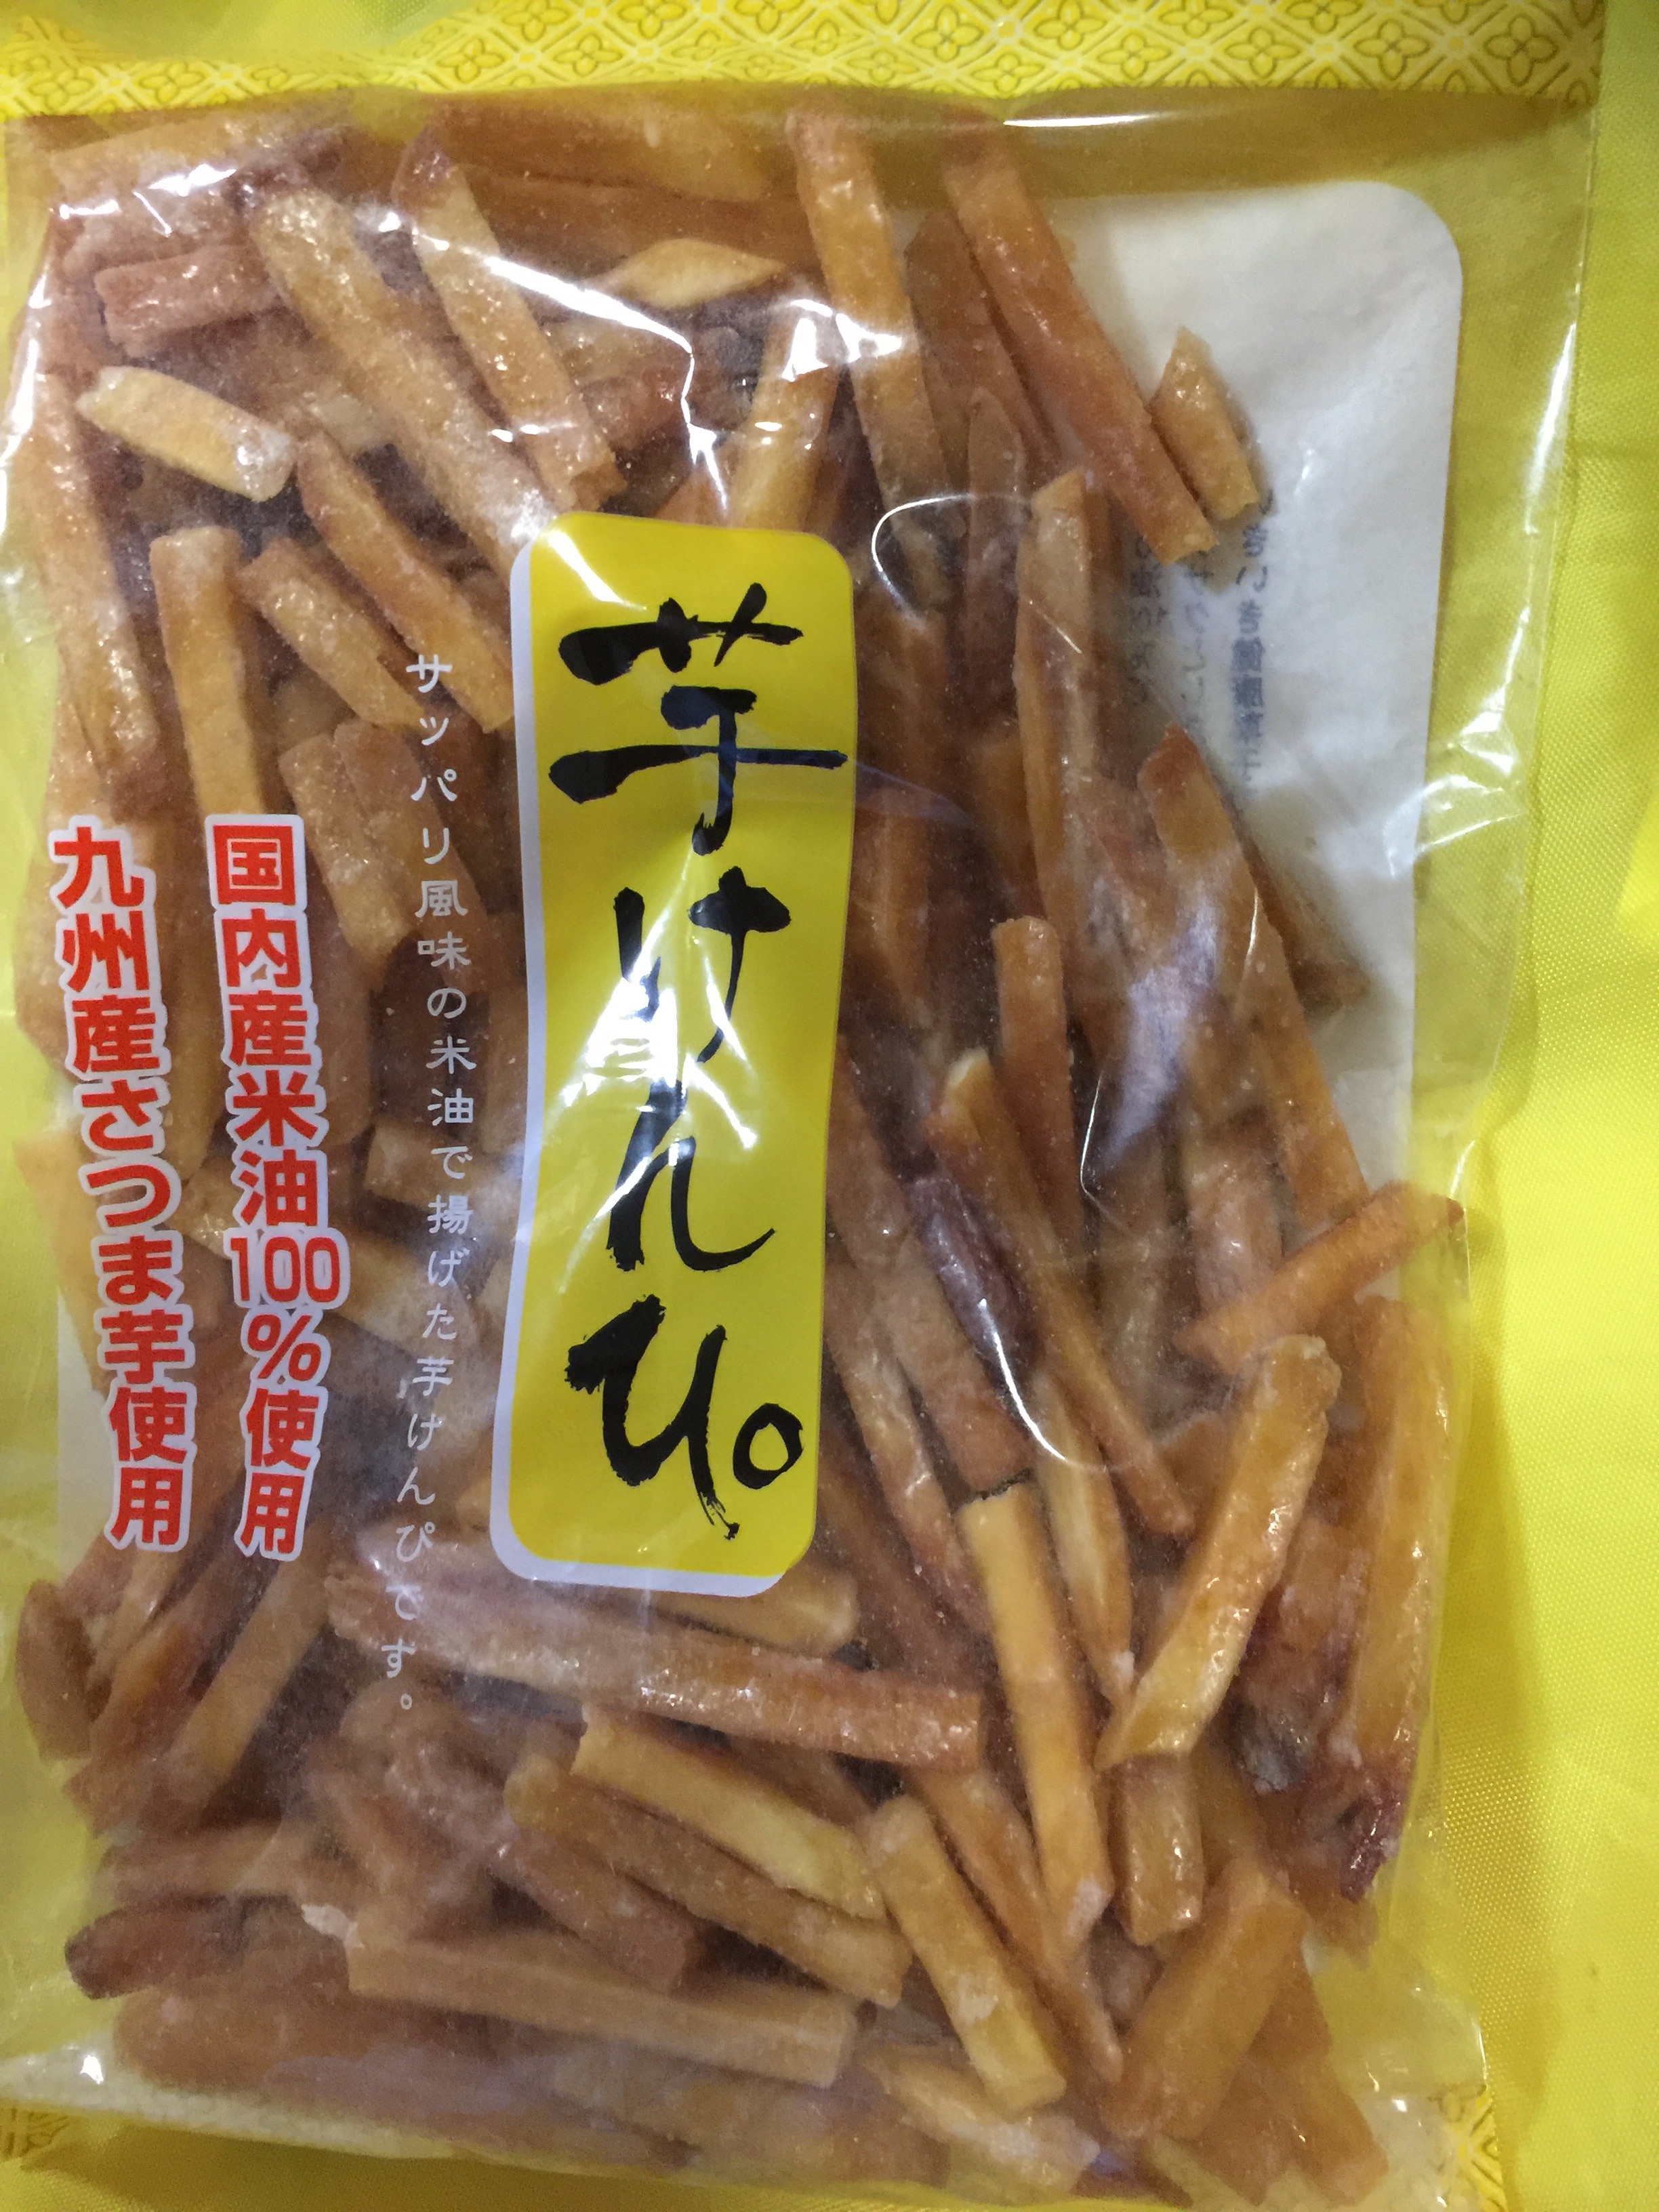 芋けんぴ
サッパリ風味の米油で揚げた芋けんぴです。
国内産米油100%使用
九州産さつま芋使用